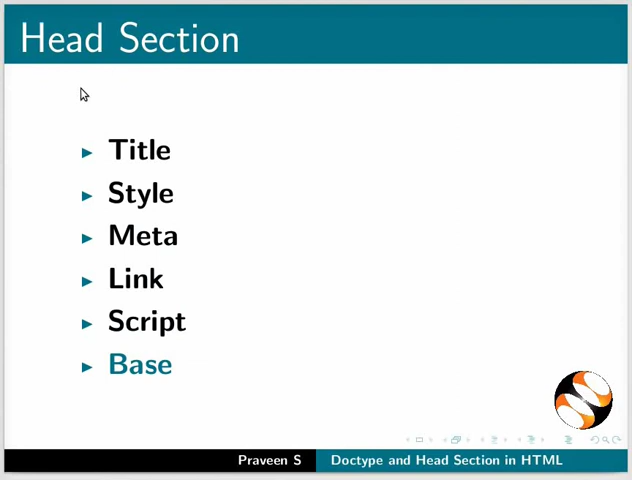 Head Section
Title
Style
Meta
Link
Script
Base
Praveen S
Doctype and Head Section in HTML